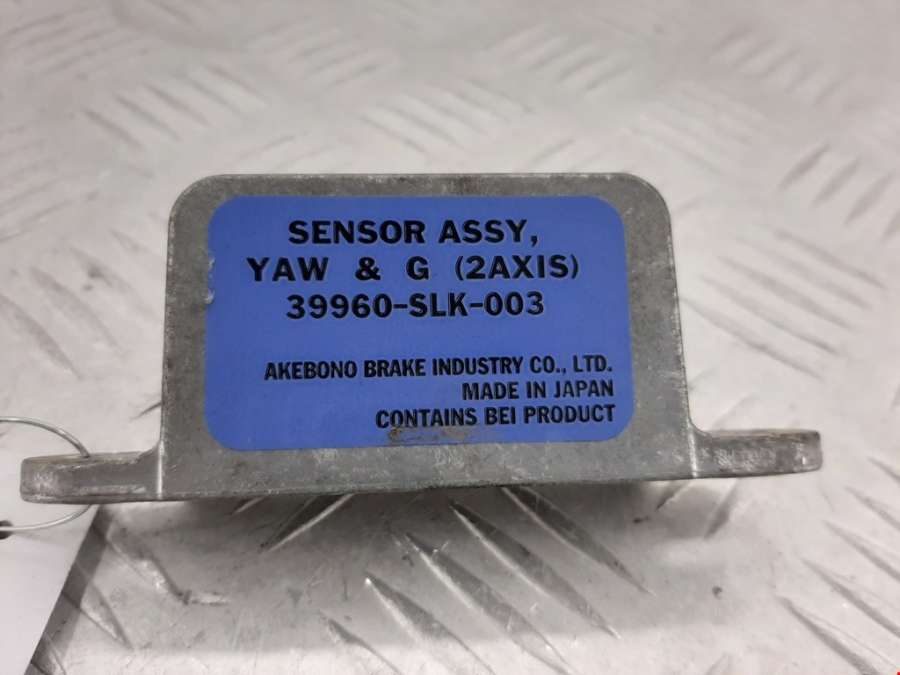 SENSOR ASSY,
YAW & G (2AXIS)
39960-SLK-003
AKEBONO BRAKE INDUSTRY CO., LTD.
MADE IN JAPAN
CONTAINS BEI PRODUCT